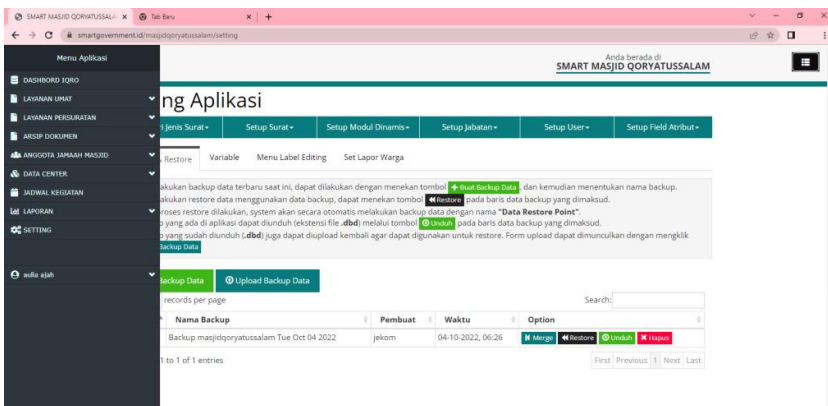 SMART MASJID QORYATUSSALA
Tab Baru
smartgovernment.id/masjidqoryatussalam/setting
Menu Aplikasi
Anda berada di
SMART MASJID QORYATUSSALAM
DASHBORD IQRO
LAYANAN UMAT
LAYANAN PERSURATAN
ARSIP DOKUMEN
ANGGOTA JAMAAH MASJID
DATA CENTER
JADWAL KEGIATAN
LAPORAN
SETTING
aulia ajah
ng Aplikasi
i Jenis Surat Setup Surat Setup Modul Dinamis Setup Jabatan Setup User Setup Field Atribut
Restore Variable Menu Label Editing Set Lapor Warga
akukan backup data terbaru saat ini, dapat dilakukan dengan menekan tombol + Buat Backup Data , dan kemudian menentukan nama backup.
akukan restore data menggunakan data backup, dapat menekan tombol Restore pada baris data backup yang dimaksud.
roses restore dilakukan, system akan secara otomatis melakukan backup data dengan nama "Data Restore Point".
yang ada di aplikasi dapat diunduh (ekstensi file .dbd) melalui tombol Unduh pada baris data backup yang dimaksud.
yang sudah diunduh (.dbd) juga dapat diupload kembali agar dapat digunakan untuk restore. Form upload dapat dimunculkan dengan mengklik
Backup Data
Backup Data Upload Backup Data
records per page Search:
Nama Backup Pembuat Waktu Option
Backup masjidqoryatussalam Tue Oct 04 2022 jekom 04-10-2022, 06:26 Merge Restore Unduh Hapus
1 to 1 of 1 entries First Previous 1 Next Last